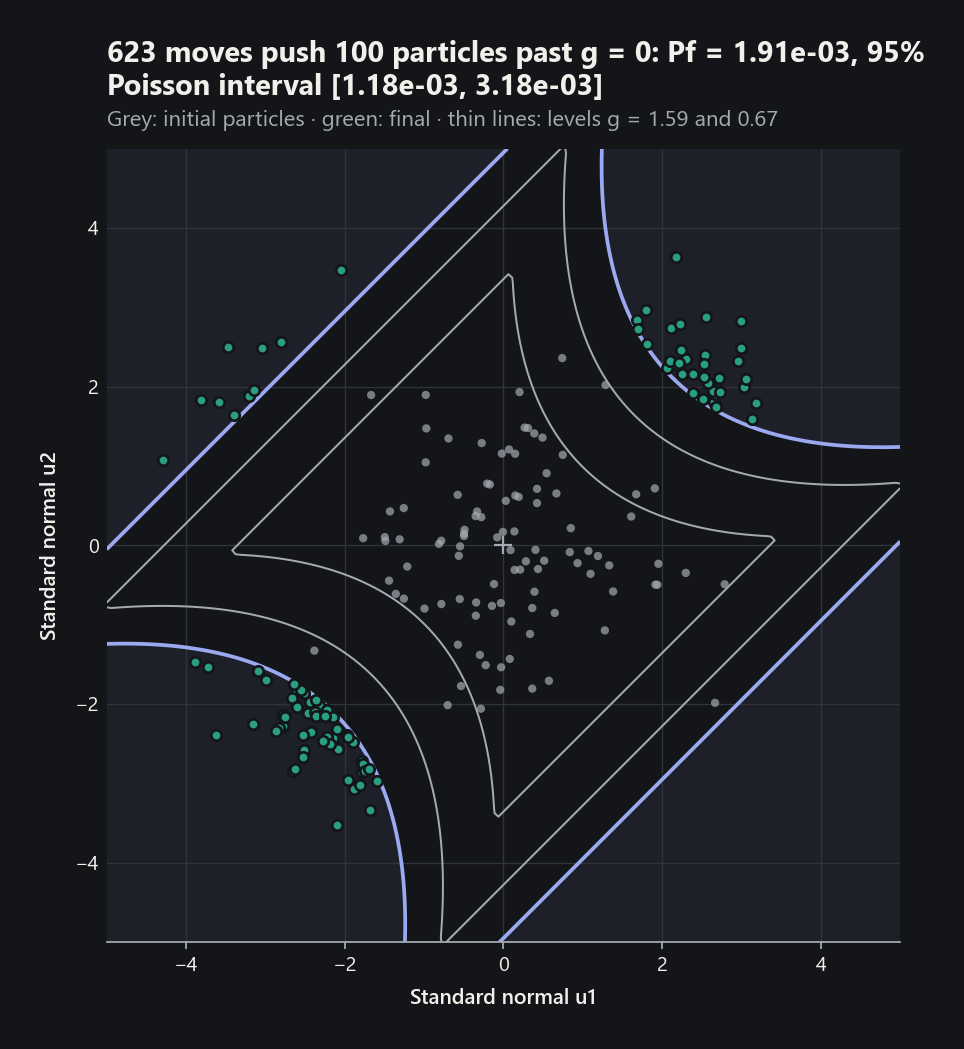 623 moves push 100 particles past g = 0: Pf = 1.91e-03, 95%
Poisson interval [1.18e-03, 3.18e-03]
Grey: initial particles · green: final · thin lines: levels g = 1.59 and 0.67
4
2
0
−2
−4
Standard normal u2
−4 −2 0 2 4
Standard normal u1